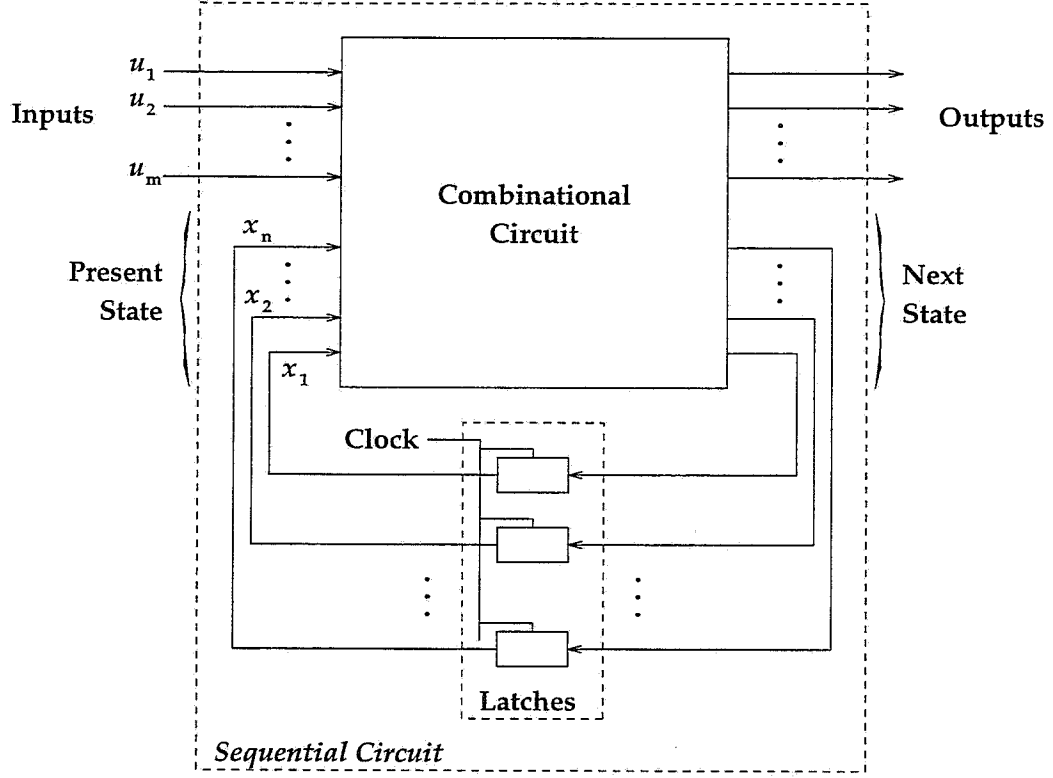 u1
u2
um
Inputs
Outputs
Combinational
Circuit
xn
x2
x1
Present
State
Next
State
Clock
Latches
Sequential Circuit